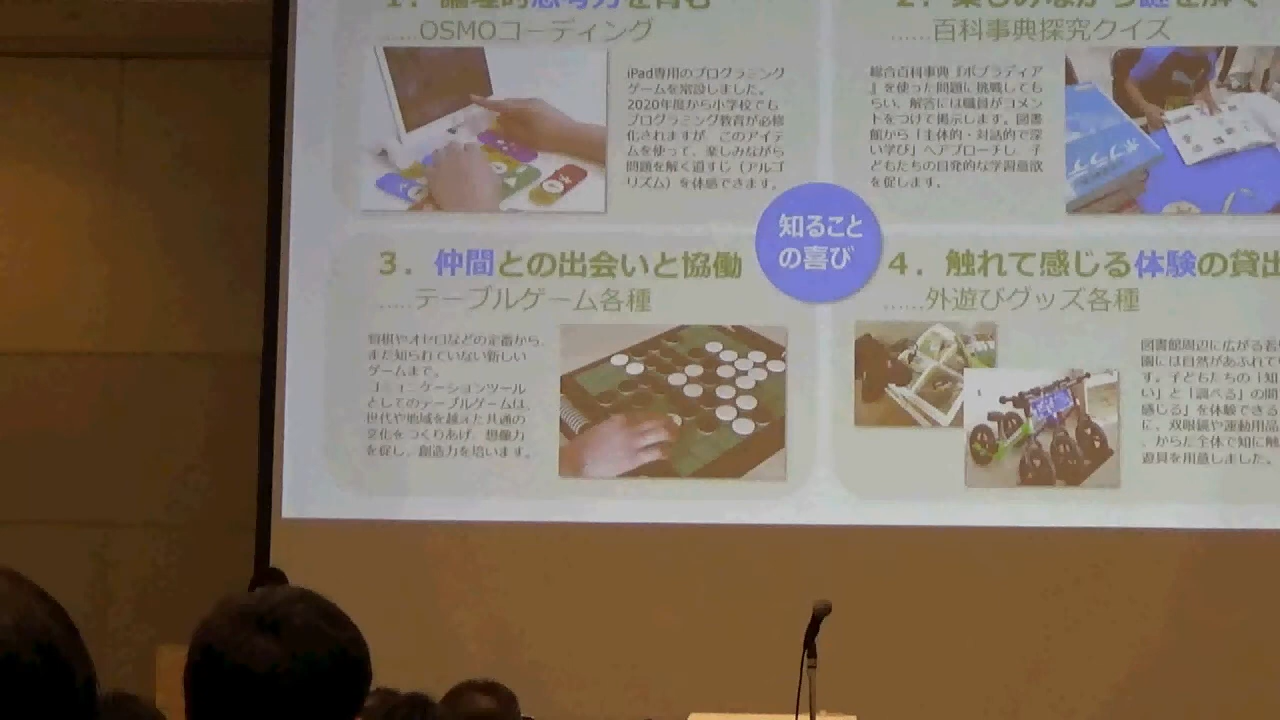 1. 論理的思考力を育む
……OSMOコーディング
iPad専用のプログラミング
ゲームを常設しました。
2020年度から小学校でも
プログラミング教育が必修
化されますが、このアイテ
ムを使って、楽しみながら
問題を解く道すじ（アルゴ
リズム）を体感できます。
2. 楽しみながら謎を解く
……百科事典探究クイズ
総合百科事典『ポプラディア
』を使った問題に挑戦しても
らい、解答には職員がコメン
トをつけて掲示します。図書
館から「主体的・対話的で深
い学び」へアプローチし、子
どもたちの自発的な学習意欲
を促します。
ポプラデ
知ること
の喜び
3. 仲間との出会いと協働
……テーブルゲーム各種
将棋やオセロなどの定番から、
まだ知られていない新しい
ゲームまで。
コミュニケーションツール
としてのテーブルゲームは、
世代や地域を越えた共通の
文化をつくりあげ、想像力
を促し、創造力を培います。
4. 触れて感じる体験の貸出
……外遊びグッズ各種
図書館周辺に広がる
園には自然があふれて
す。子どもたちの「知
い」と「調べる」の間
感じる」を体験できる
に、双眼鏡や運動用品
、からだ全体で知に触
遊具を用意しました。